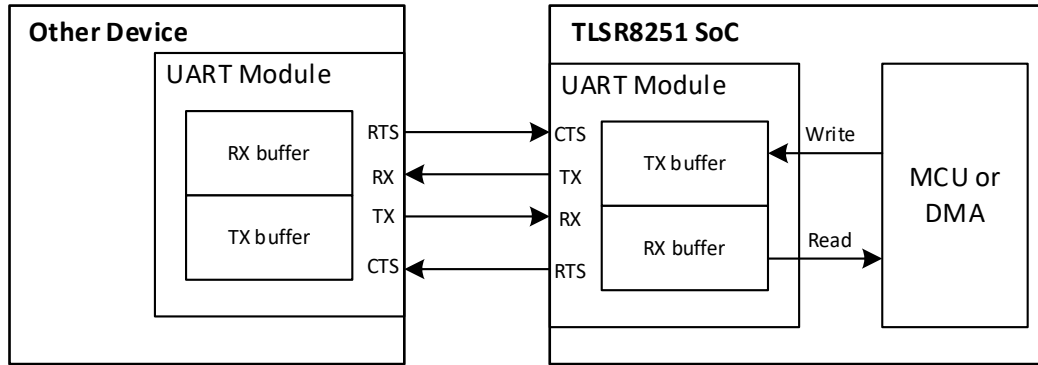 Other Device
UART Module
RX buffer
TX buffer
RTS
RX
TX
CTS
TLSR8251 SoC
UART Module
CTS
TX
RX
RTS
TX buffer
RX buffer
Write
Read
MCU or
DMA